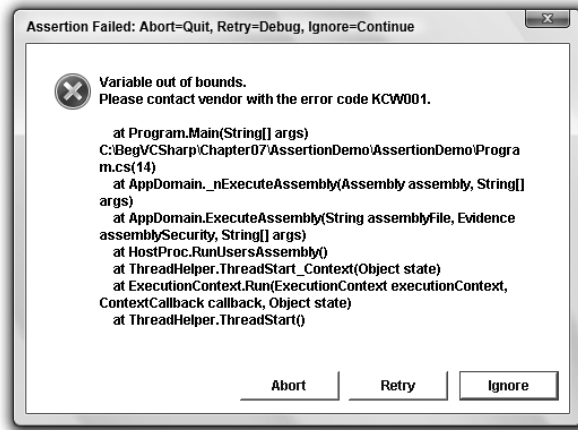 Assertion Failed: Abort=Quit, Retry=Debug, Ignore=Continue
Variable out of bounds.
Please contact vendor with the error code KCW001.
at Program.Main(String[] args)
C:\BegVCSharp\Chapter07\AssertionDemo\AssertionDemo\Progra
m.cs(14)
at AppDomain._nExecuteAssembly(Assembly assembly, String[]
args)
at AppDomain.ExecuteAssembly(String assemblyFile, Evidence
assemblySecurity, String[] args)
at HostProc.RunUsersAssembly()
at ThreadHelper.ThreadStart_Context(Object state)
at ExecutionContext.Run(ExecutionContext executionContext,
ContextCallback callback, Object state)
at ThreadHelper.ThreadStart()
Abort Retry Ignore